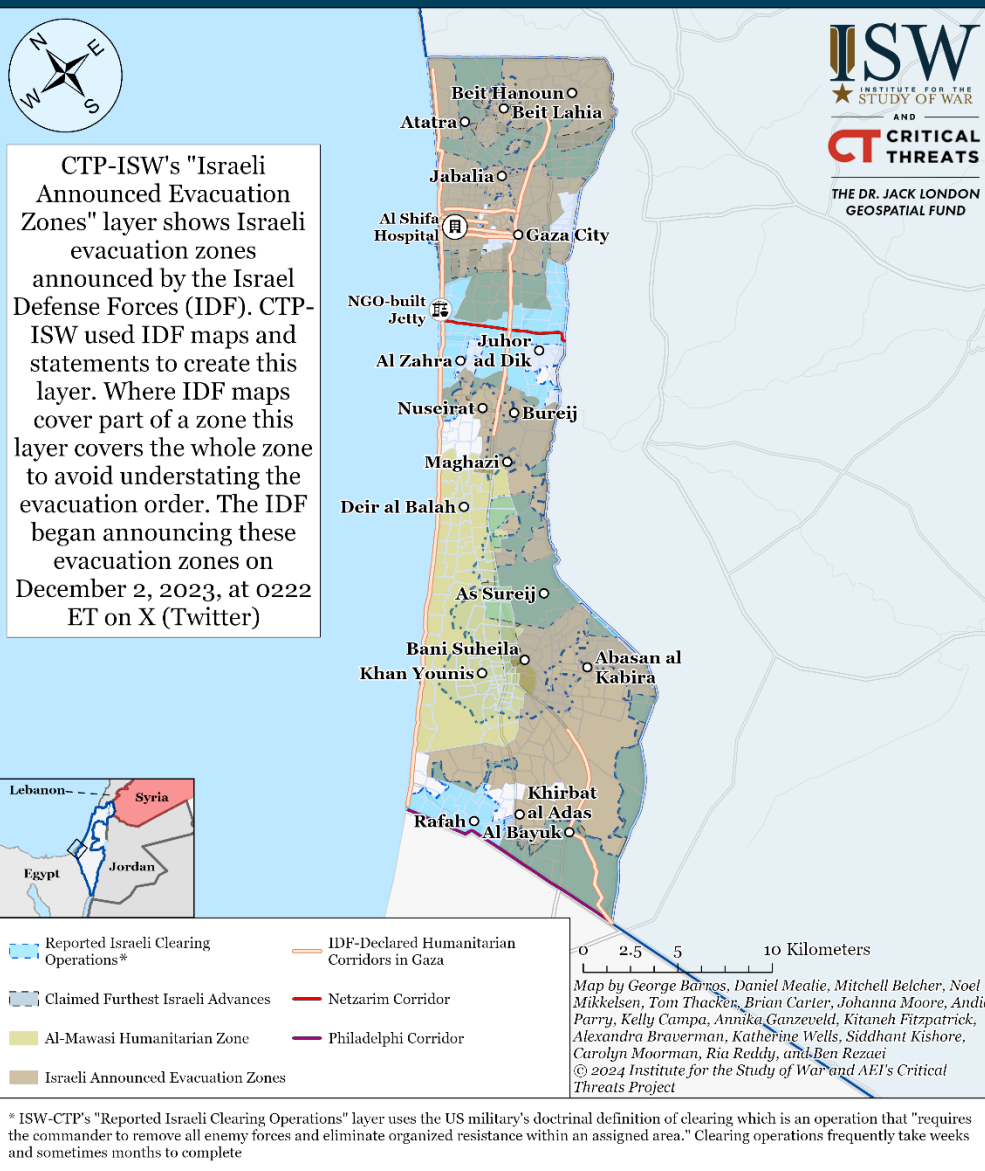 N
E
W
S
ISW
INSTITUTE FOR THE
STUDY OF WAR
AND
CT CRITICAL
THREATS
THE DR. JACK LONDON
GEOSPATIAL FUND
CTP-ISW's "Israeli
Announced Evacuation
Zones" layer shows Israeli
evacuation zones
announced by the Israel
Defense Forces (IDF). CTP-
ISW used IDF maps and
statements to create this
layer. Where IDF maps
cover part of a zone this
layer covers the whole zone
to avoid understating the
evacuation order. The IDF
began announcing these
evacuation zones on
December 2, 2023, at 0222
ET on X (Twitter)
Beit Hanoun
Beit Lahia
Atatra
Jabalia
Al Shifa
Hospital
Gaza City
NGO-built
Jetty
Juhor
ad Dik
Al Zahra
Nuseirat
Bureij
Maghazi
Deir al Balah
As Sureij
Bani Suheila
Abasan al
Kabira
Khan Younis
Khirbat
al Adas
Rafah
Al Bayuk
Lebanon
Syria
Jordan
Egypt
Reported Israeli Clearing
Operations*
Claimed Furthest Israeli Advances
Al-Mawasi Humanitarian Zone
Israeli Announced Evacuation Zones
IDF-Declared Humanitarian
Corridors in Gaza
Netzarim Corridor
Philadelphi Corridor
0 2.5 5 10 Kilometers
Map by George Barros, Daniel Mealie, Mitchell Belcher, Noel
Mikkelsen, Tom Thacker, Brian Carter, Johanna Moore, Andie
Parry, Kelly Campa, Annika Ganzeveld, Kitaneh Fitzpatrick,
Alexandra Braverman, Katherine Wells, Siddhant Kishore,
Carolyn Moorman, Ria Reddy, and Ben Rezaei
© 2024 Institute for the Study of War and AEI's Critical
Threats Project
* ISW-CTP's "Reported Israeli Clearing Operations" layer uses the US military's doctrinal definition of clearing which is an operation that "requires
the commander to remove all enemy forces and eliminate organized resistance within an assigned area." Clearing operations frequently take weeks
and sometimes months to complete